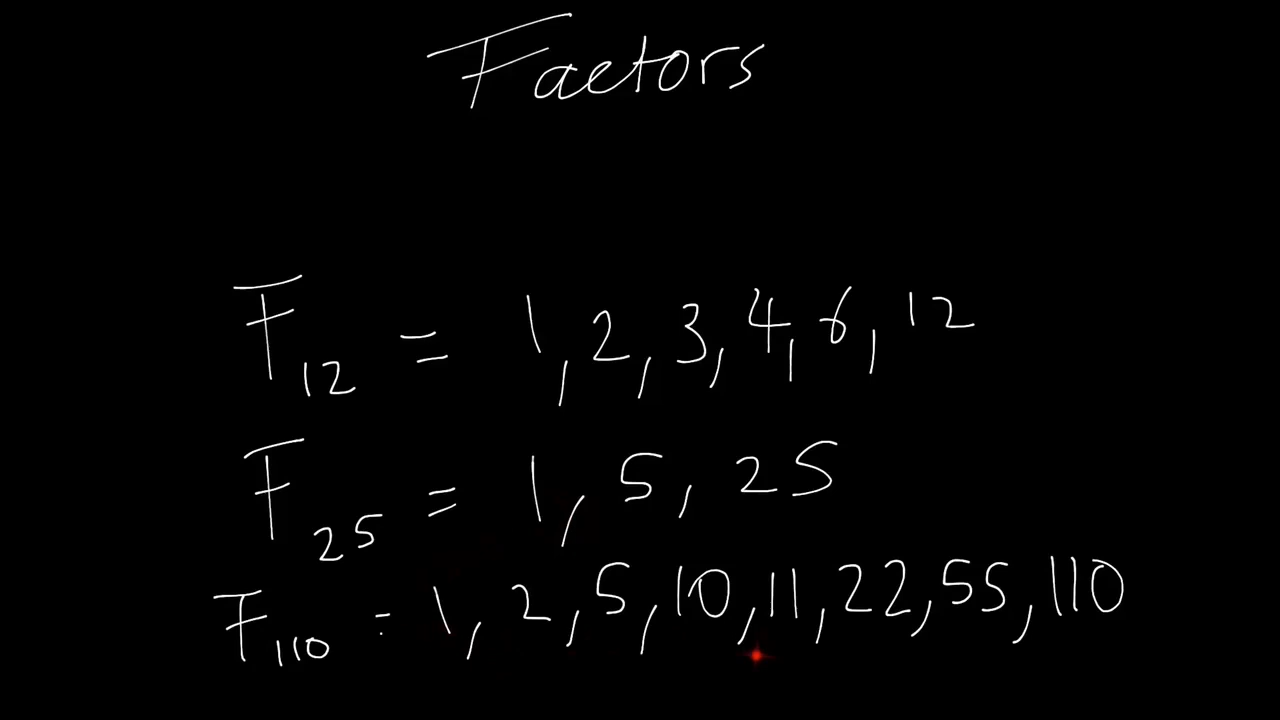 Factors
F₁₂ = 1, 2, 3, 4, 6, 12
F₂₅ = 1, 5, 25
F₁₁₀ = 1, 2, 5, 10, 11, 22, 55, 110